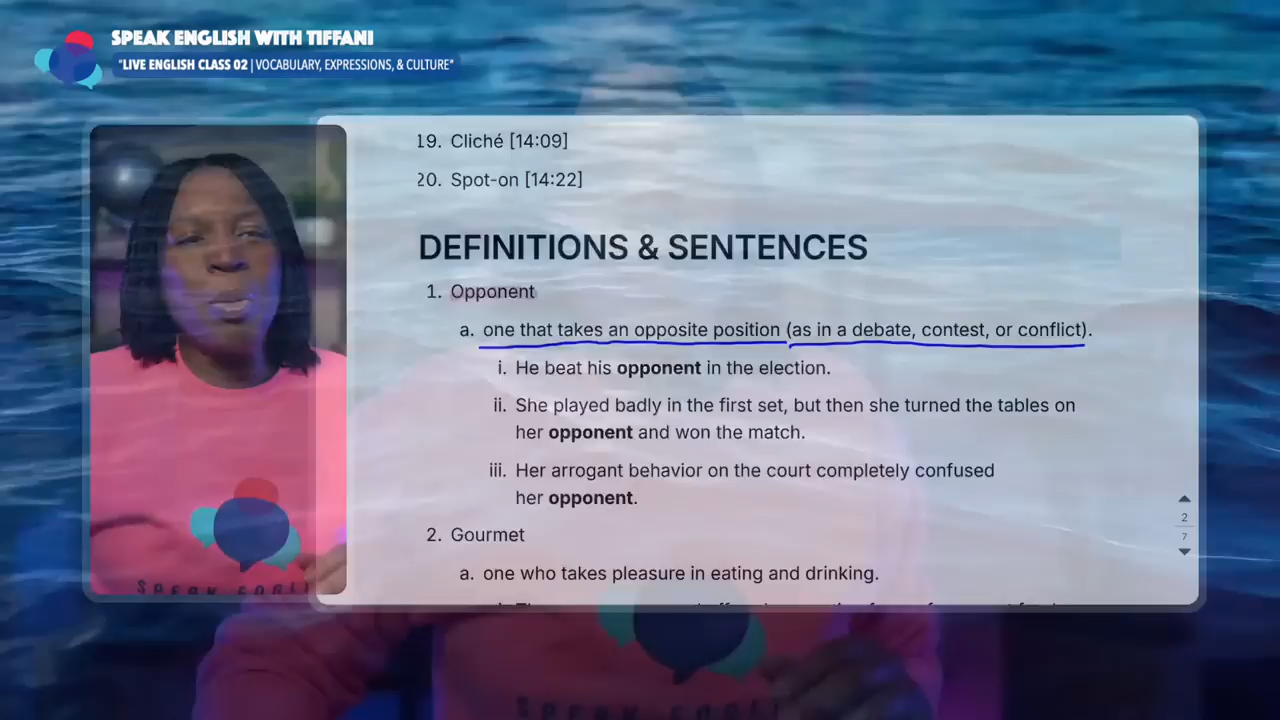 SPEAK ENGLISH WITH TIFFANI
"LIVE ENGLISH CLASS 02 | VOCABULARY, EXPRESSIONS, & CULTURE"
19. Cliché [14:09]
20. Spot-on [14:22]
DEFINITIONS & SENTENCES
1. Opponent
a. one that takes an opposite position (as in a debate, contest, or conflict).
i. He beat his opponent in the election.
ii. She played badly in the first set, but then she turned the tables on
her opponent and won the match.
iii. Her arrogant behavior on the court completely confused
her opponent.
2. Gourmet
a. one who takes pleasure in eating and drinking.
2
7
SPEAK ENGLI